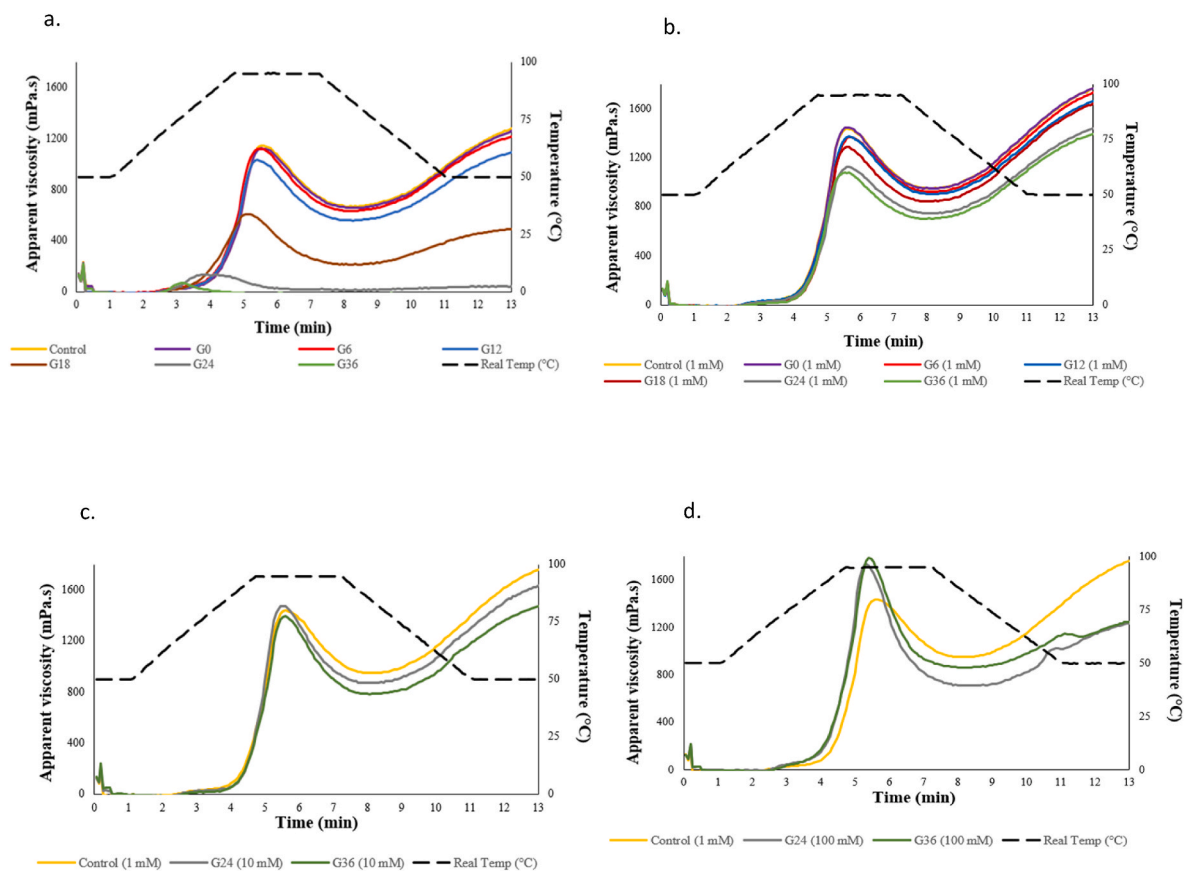 a.
Apparent viscosity (mPa.s)
1600
1200
800
400
0
100
75
50
25
0
Temperature (°C)
0 1 2 3 4 5 6 7 8 9 10 11 12 13
Time (min)
Control G0 G6 G12
G18 G24 G36 Real Temp (°C)
b.
Apparent viscosity (mPa.s)
1600
1200
800
400
0
100
75
50
25
0
Temperature (°C)
0 1 2 3 4 5 6 7 8 9 10 11 12 13
Time (min)
Control (1 mM) G0 (1 mM) G6 (1 mM) G12 (1 mM)
G18 (1 mM) G24 (1 mM) G36 (1 mM) Real Temp (°C)
c.
Apparent viscosity (mPa.s)
1600
1200
800
400
0
100
75
50
25
0
Temperature (°C)
0 1 2 3 4 5 6 7 8 9 10 11 12 13
Time (min)
Control (1 mM) G24 (10 mM) G36 (10 mM) Real Temp (°C)
d.
Apparent viscosity (mPa.s)
1600
1200
800
400
0
100
75
50
25
0
Temperature (°C)
0 1 2 3 4 5 6 7 8 9 10 11 12 13
Time (min)
Control (1 mM) G24 (100 mM) G36 (100 mM) Real Temp (°C)